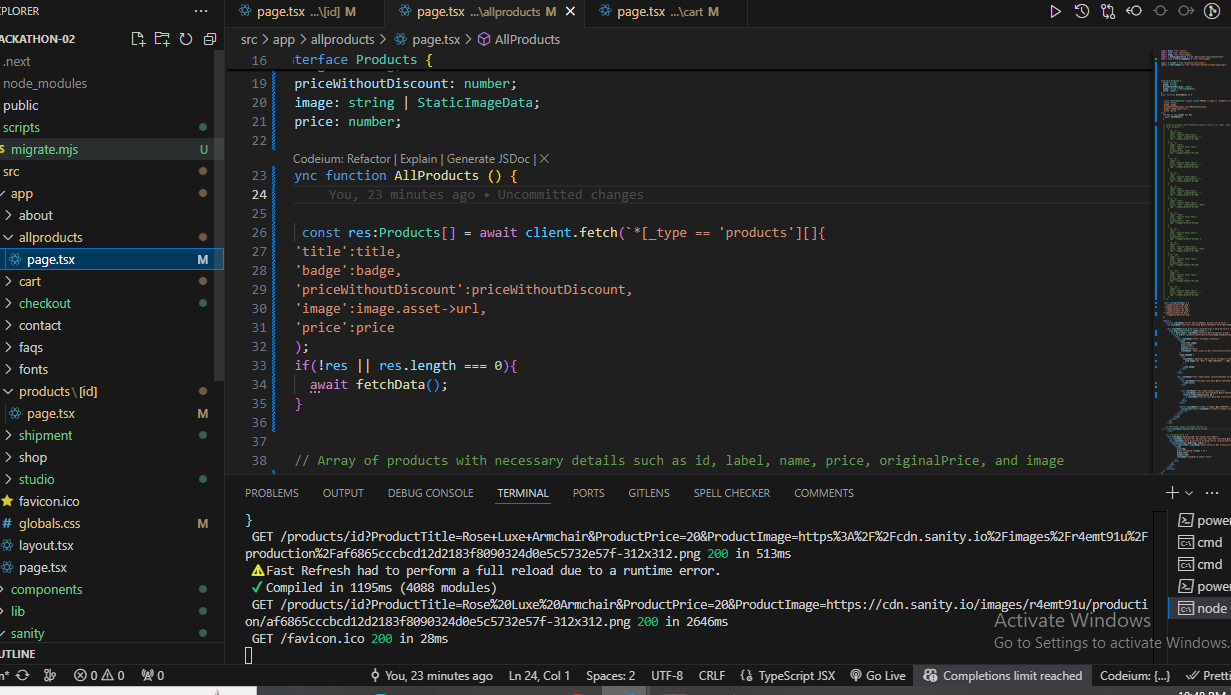 PLORER
page.tsx ...\[id] M
page.tsx ...\allproducts M
page.tsx ...\cart M
ACKATHON-02
src > app > allproducts > page.tsx > AllProducts
.next
node_modules
public
scripts
migrate.mjs U
src
app
about
allproducts
page.tsx M
cart
checkout
contact
faqs
fonts
products\[id]
page.tsx M
shipment
shop
studio
favicon.ico
globals.css M
layout.tsx
page.tsx
components
lib
sanity
UTLINE
16 terface Products {
19 priceWithoutDiscount: number;
20 image: string | StaticImageData;
21 price: number;
22
Codeium: Refactor | Explain | Generate JSDoc | X
23 ync function AllProducts () {
24 You, 23 minutes ago • Uncommitted changes
25
26 const res:Products[] = await client.fetch(`*[_type == 'products'][]{
27 'title':title,
28 'badge':badge,
29 'priceWithoutDiscount':priceWithoutDiscount,
30 'image':image.asset->url,
31 'price':price
32 );
33 if(!res || res.length === 0){
34 await fetchData();
35 }
36
37
38 // Array of products with necessary details such as id, label, name, price, originalPrice, and image
PROBLEMS OUTPUT DEBUG CONSOLE TERMINAL PORTS GITLENS SPELL CHECKER COMMENTS
}
GET /products/id?ProductTitle=Rose+Luxe+Armchair&ProductPrice=20&ProductImage=https%3A%2F%2Fcdn.sanity.io%2Fimages%2Fr4emt91u%2F
production%2Faf6865cccbcd12d2183f8090324d0e5c5732e57f-312x312.png 200 in 513ms
Fast Refresh had to perform a full reload due to a runtime error.
✓ Compiled in 1195ms (4088 modules)
GET /products/id?ProductTitle=Rose%20Luxe%20Armchair&ProductPrice=20&ProductImage=https://cdn.sanity.io/images/r4emt91u/producti
on/af6865cccbcd12d2183f8090324d0e5c5732e57f-312x312.png 200 in 2646ms
GET /favicon.ico 200 in 28ms
power
cmd
cmd
power
node
Activate Windows
Go to Settings to activate Windows.
n* 0 0 0 You, 23 minutes ago Ln 24, Col 1 Spaces: 2 UTF-8 CRLF {} TypeScript JSX Go Live Completions limit reached Codeium: {...} Prett